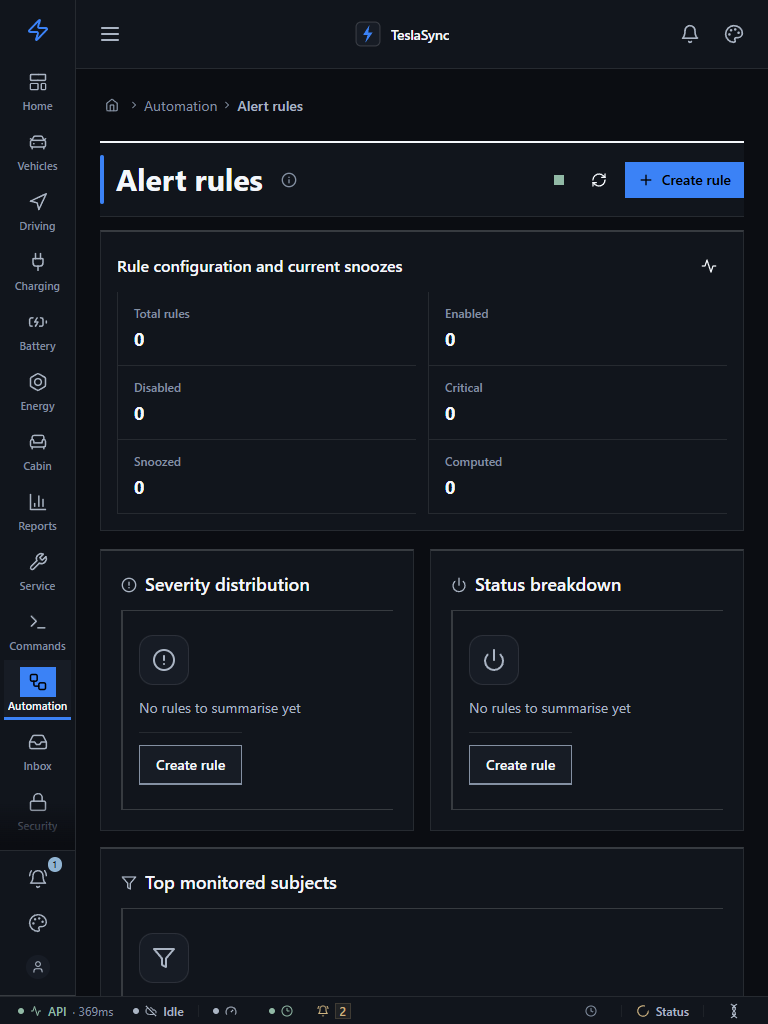 TeslaSync
Home
Vehicles
Driving
Charging
Battery
Energy
Cabin
Reports
Service
Commands
Automation
Inbox
Security
1
Automation
Alert rules
Alert rules
Create rule
Rule configuration and current snoozes
Total rules
0
Enabled
0
Disabled
0
Critical
0
Snoozed
0
Computed
0
Severity distribution
No rules to summarise yet
Create rule
Status breakdown
No rules to summarise yet
Create rule
Top monitored subjects
API · 369ms
Idle
2
Status